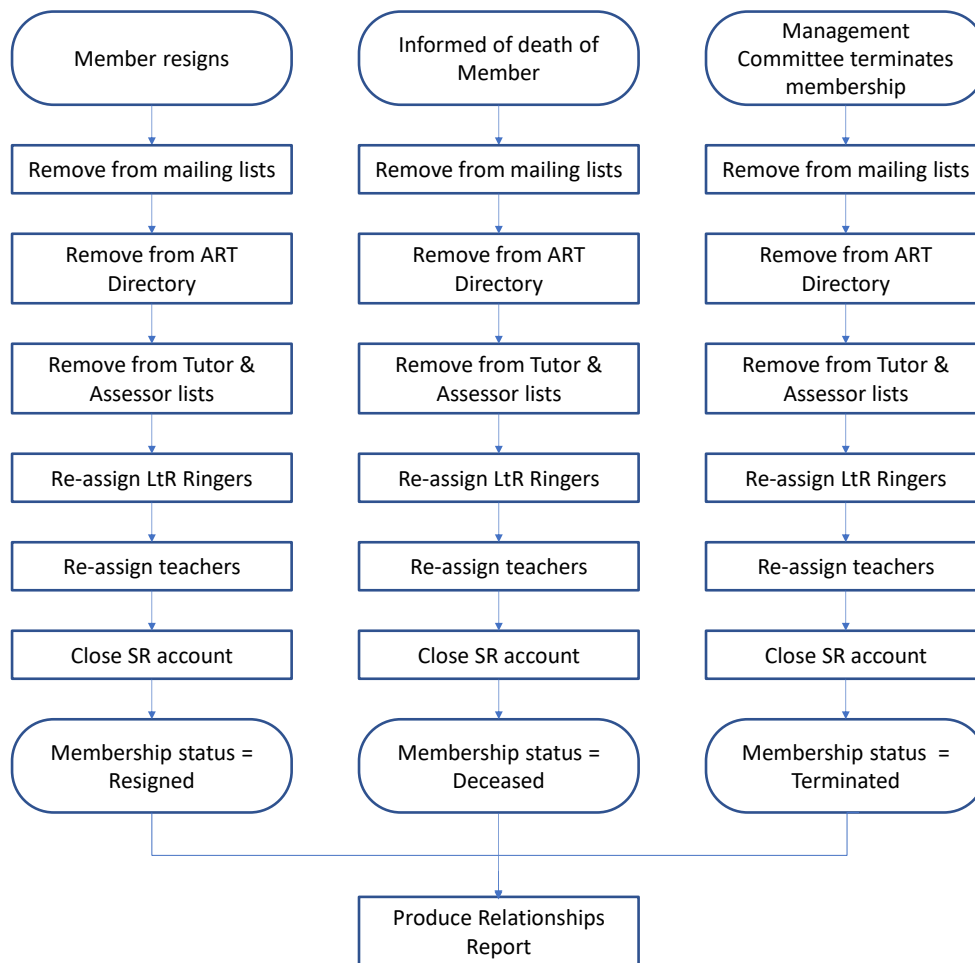 Member resigns
Informed of death of
Member
Management
Committee terminates
membership
Remove from mailing lists
Remove from mailing lists
Remove from mailing lists
Remove from ART
Directory
Remove from ART
Directory
Remove from ART
Directory
Remove from Tutor &
Assessor lists
Remove from Tutor &
Assessor lists
Remove from Tutor &
Assessor lists
Re-assign LtR Ringers
Re-assign LtR Ringers
Re-assign LtR Ringers
Re-assign teachers
Re-assign teachers
Re-assign teachers
Close SR account
Close SR account
Close SR account
Membership status =
Resigned
Membership status =
Deceased
Membership status =
Terminated
Produce Relationships
Report